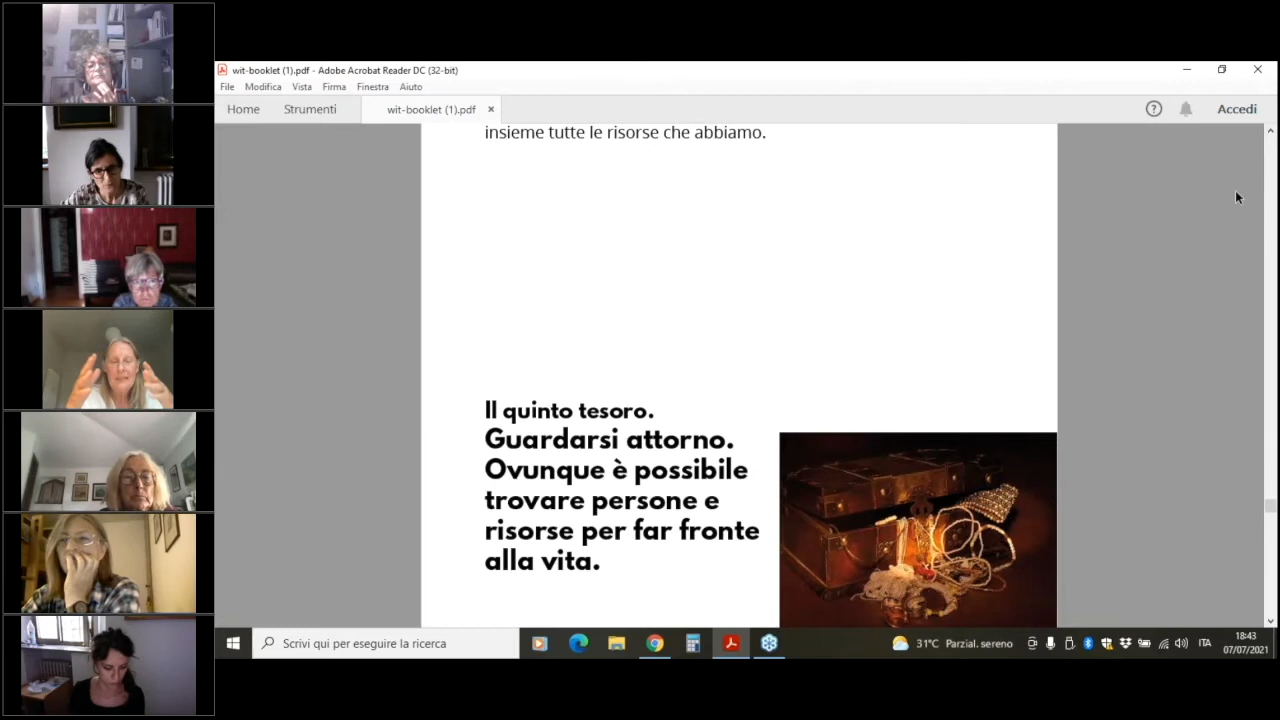 wit-booklet (1).pdf - Adobe Acrobat Reader DC (32-bit)
File Modifica Vista Firma Finestra Aiuto
Home Strumenti wit-booklet (1).pdf × Accedi
insieme tutte le risorse che abbiamo.
Il quinto tesoro.
Guardarsi attorno.
Ovunque è possibile
trovare persone e
risorse per far fronte
alla vita.
Scrivi qui per eseguire la ricerca
31°C Parzial. sereno
ITA
18:43
07/07/2021